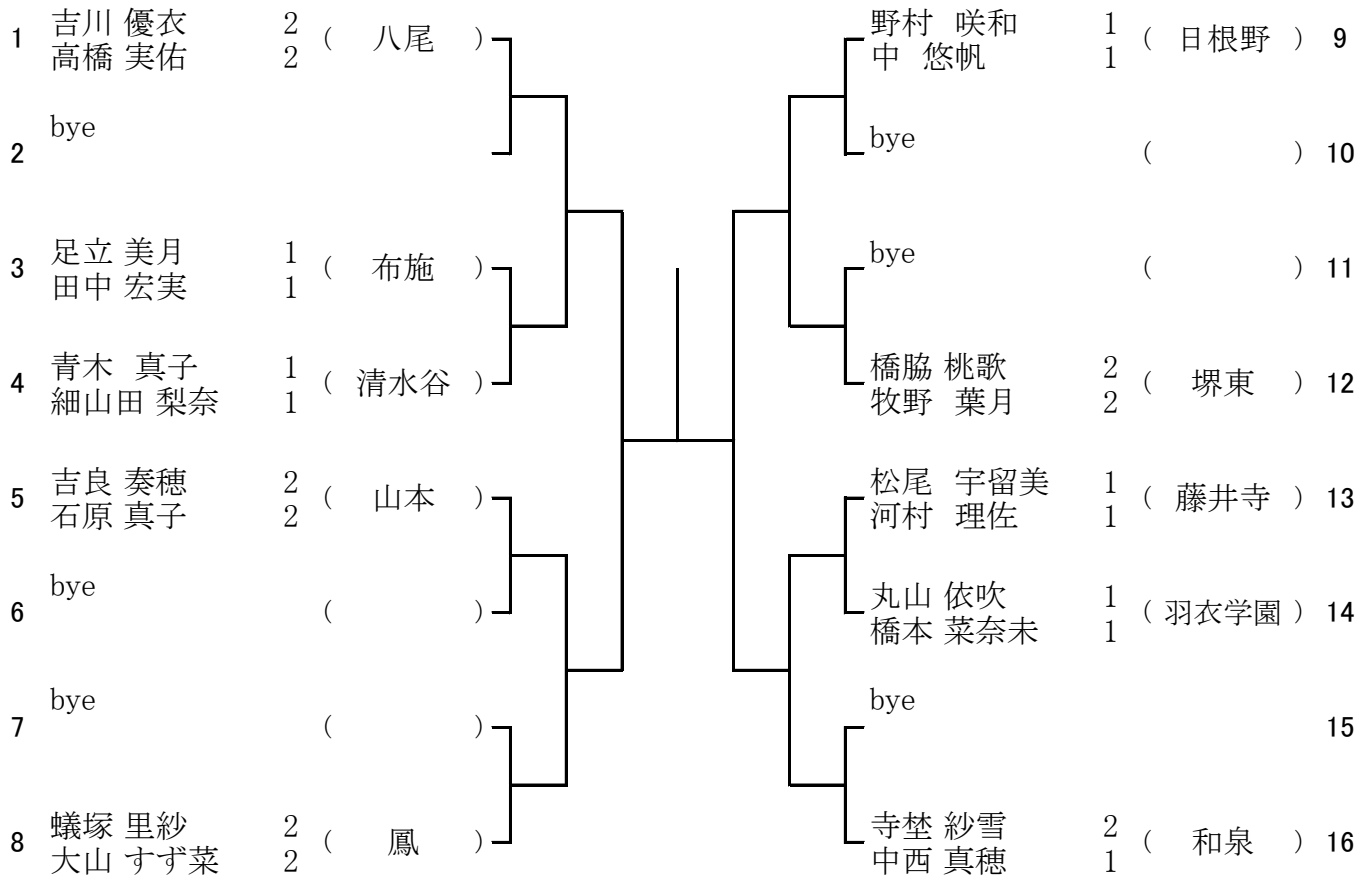 1 吉川 優衣 2 ( 八尾 )
高橋 実佑 2
2 bye
3 足立 美月 1 ( 布施 )
田中 宏実 1
4 青木 真子 1 ( 清水谷 )
細山田 梨奈 1
5 吉良 奏穂 2 ( 山本 )
石原 真子 2
6 bye ( )
7 bye ( )
8 蟻塚 里紗 2 ( 鳳 )
大山 すず菜 2
野村 咲和 1 ( 日根野 ) 9
中 悠帆 1
bye ( ) 10
bye ( ) 11
橋脇 桃歌 2 ( 堺東 ) 12
牧野 葉月 2
松尾 宇留美 1 ( 藤井寺 ) 13
河村 理佐 1
丸山 依吹 1 ( 羽衣学園 ) 14
橋本 菜奈未 1
bye 15
寺埜 紗雪 2 ( 和泉 ) 16
中西 真穂 1